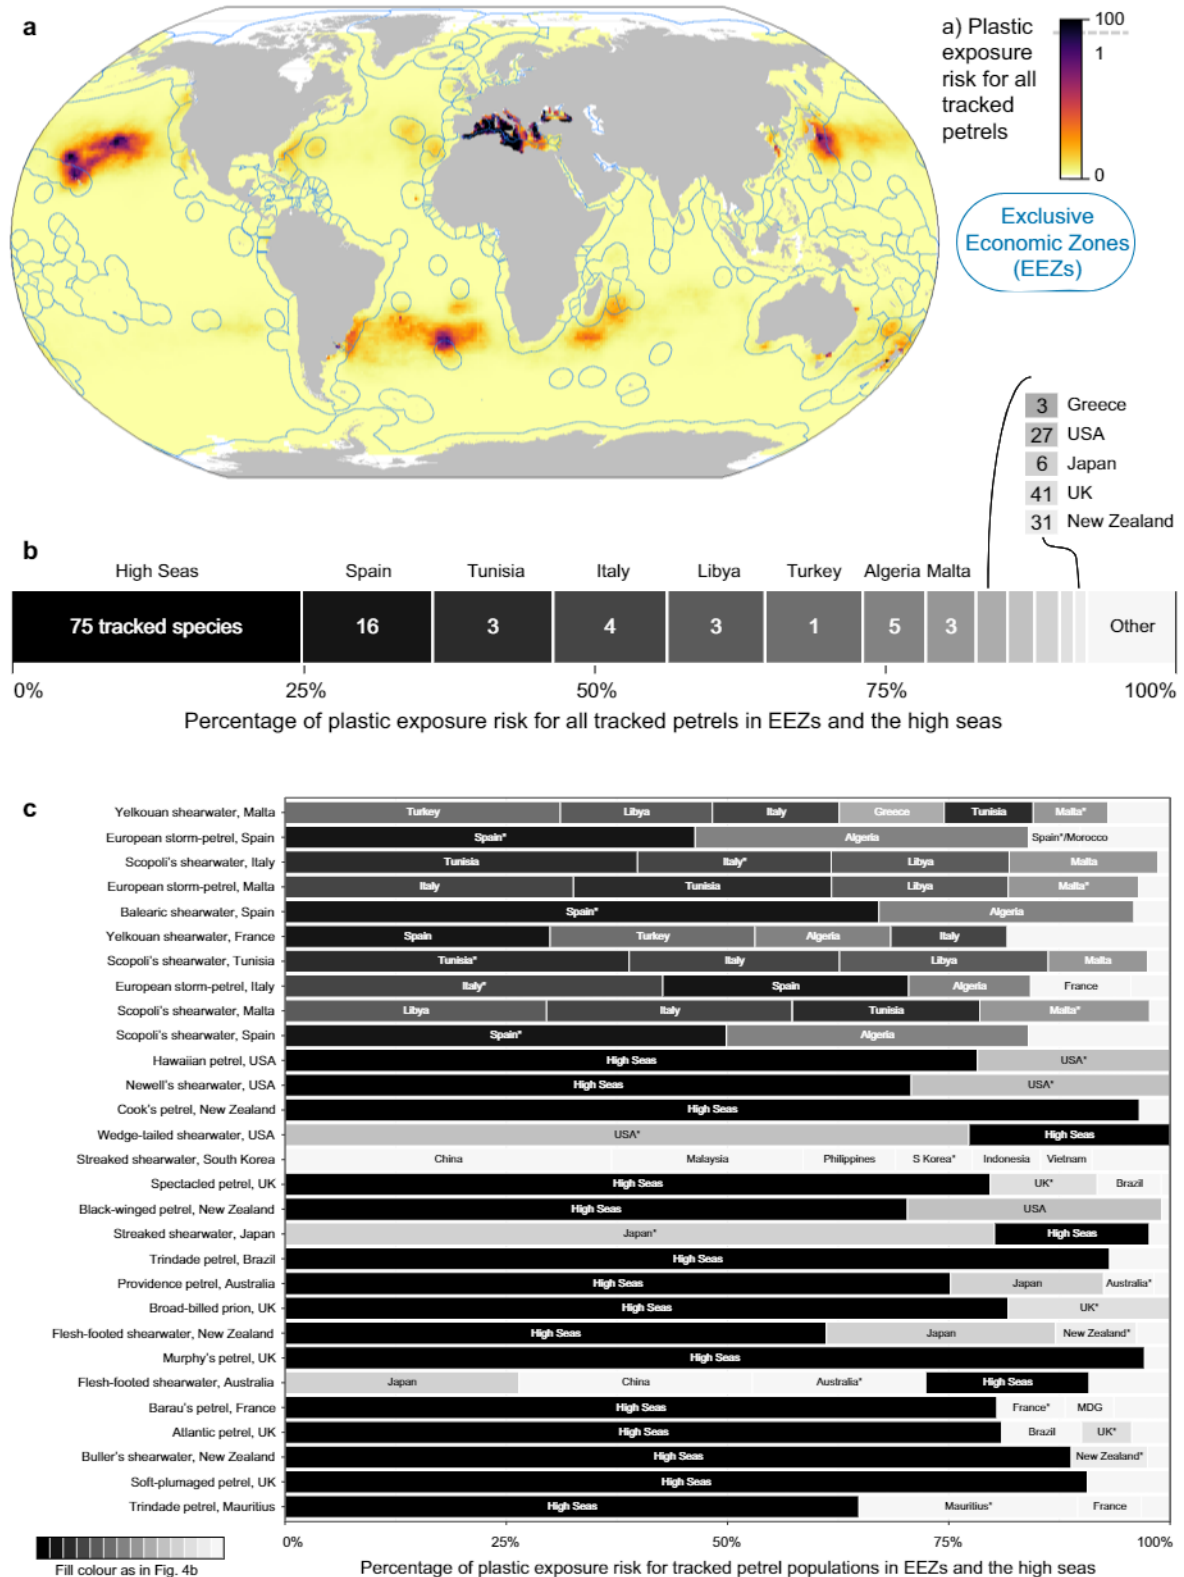 a
a) Plastic
exposure
risk for all
tracked
petrels
100
1
0
Exclusive
Economic Zones
(EEZs)
3 Greece
27 USA
6 Japan
41 UK
31 New Zealand
b
High Seas Spain Tunisia Italy Libya Turkey Algeria Malta
75 tracked species 16 3 4 3 1 5 3 Other
0% 25% 50% 75% 100%
Percentage of plastic exposure risk for all tracked petrels in EEZs and the high seas
c
Yelkouan shearwater, Malta Turkey Libya Italy Greece Tunisia Malta*
European storm-petrel, Spain Spain* Algeria Spain*/Morocco
Scopoli's shearwater, Italy Tunisia Italy* Libya Malta
European storm-petrel, Malta Italy Tunisia Libya Malta*
Balearic shearwater, Spain Spain* Algeria
Yelkouan shearwater, France Spain Turkey Algeria Italy
Scopoli's shearwater, Tunisia Tunisia* Italy Libya Malta
European storm-petrel, Italy Italy* Spain Algeria France
Scopoli's shearwater, Malta Libya Italy Tunisia Malta*
Scopoli's shearwater, Spain Spain* Algeria
Hawaiian petrel, USA High Seas USA*
Newell's shearwater, USA High Seas USA*
Cook's petrel, New Zealand High Seas
Wedge-tailed shearwater, USA USA* High Seas
Streaked shearwater, South Korea China Malaysia Philippines S Korea* Indonesia Vietnam
Spectacled petrel, UK High Seas UK* Brazil
Black-winged petrel, New Zealand High Seas USA
Streaked shearwater, Japan Japan* High Seas
Trindade petrel, Brazil High Seas
Providence petrel, Australia High Seas Japan Australia*
Broad-billed prion, UK High Seas UK*
Flesh-footed shearwater, New Zealand High Seas Japan New Zealand*
Murphy's petrel, UK High Seas
Flesh-footed shearwater, Australia Japan China Australia* High Seas
Barau's petrel, France High Seas France* MDG
Atlantic petrel, UK High Seas Brazil UK*
Buller's shearwater, New Zealand High Seas New Zealand*
Soft-plumaged petrel, UK High Seas
Trindade petrel, Mauritius High Seas Mauritius* France
0% 25% 50% 75% 100%
Fill colour as in Fig. 4b
Percentage of plastic exposure risk for tracked petrel populations in EEZs and the high seas